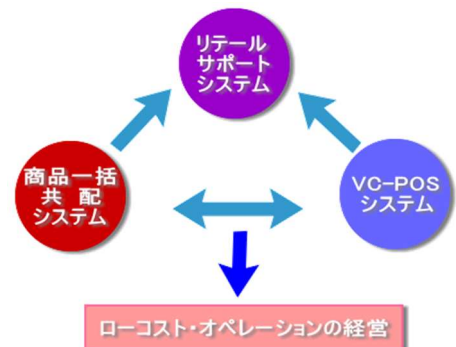 リテール
サポート
システム
商品一括
共 配
システム
VC-POS
システム
ローコスト・オペレーションの経営